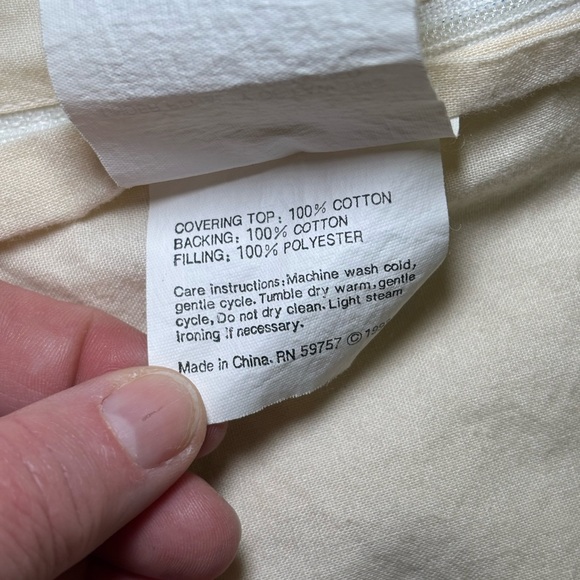 COVERING TOP: 100% COTTON
BACKING: 100% COTTON
FILLING: 100% POLYESTER
Care instructions: Machine wash cold,
gentle cycle. Tumble dry warm, gentle
cycle, Do not dry clean. Light steam
ironing if necessary.
Made in China. RN 59757 ©